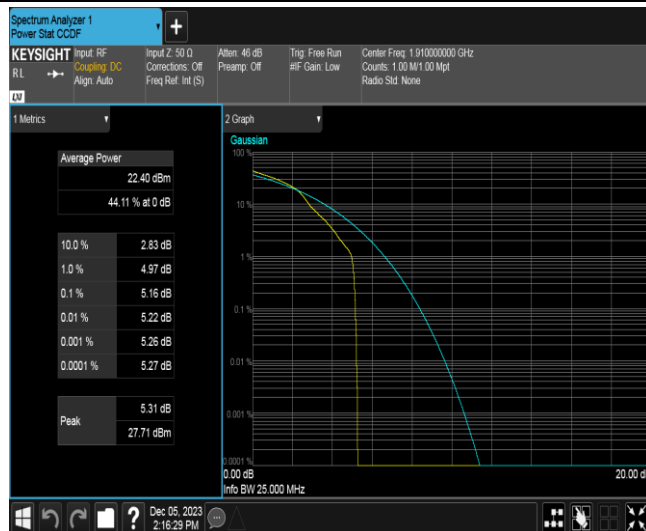 Spectrum Analyzer 1
Power Stat CCDF
+
KEYSIGHT
RL
Input: RF
Coupling: DC
Align: Auto
Input Z: 50 Ω
Corrections: Off
Freq Ref: Int (S)
Atten: 46 dB
Preamp: Off
Trig: Free Run
#IF Gain: Low
Center Freq: 1.910000000 GHz
Counts: 1.00 M/1.00 Mpt
Radio Std: None
1 Metrics
Average Power
22.40 dBm
44.11 % at 0 dB
10.0 % 2.83 dB
1.0 % 4.97 dB
0.1 % 5.16 dB
0.01 % 5.22 dB
0.001 % 5.26 dB
0.0001 % 5.27 dB
Peak
5.31 dB
27.71 dBm
2 Graph
Gaussian
100 %
10 %
1 %
0.1 %
0.01 %
0.001 %
0.0001 %
0.00 dB
20.00 d
Info BW 25.000 MHz
?
Dec 05, 2023
2:16:29 PM